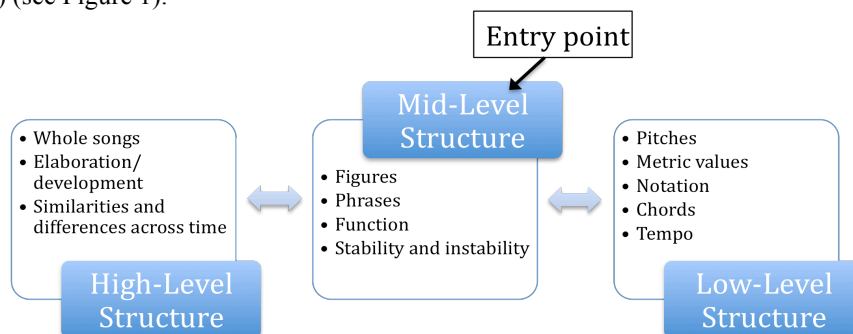 ) (see Figure 1).
Entry point
Mid-Level
Structure
• Whole songs
• Elaboration/
development
• Similarities and
differences across time
High-Level
Structure
• Figures
• Phrases
• Function
• Stability and instability
• Pitches
• Metric values
• Notation
• Chords
• Tempo
Low-Level
Structure